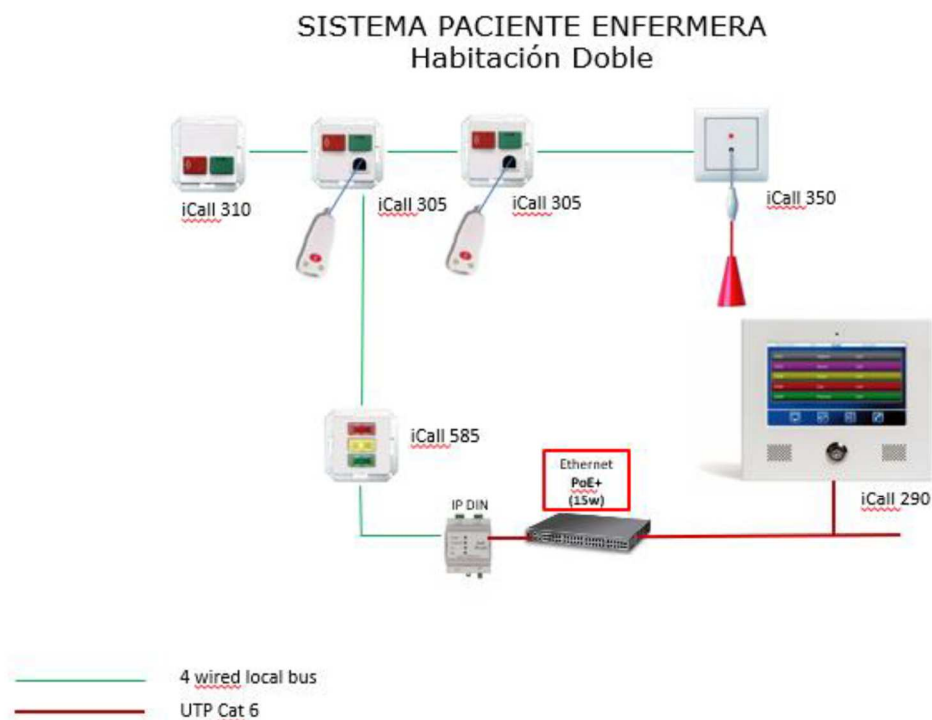 SISTEMA PACIENTE ENFERMERA
Habitación Doble
iCall 310
iCall 305
iCall 305
iCall 350
iCall 585
Ethernet
PoE+
(15w)
IP DIN
iCall 290
4 wired local bus
UTP Cat 6